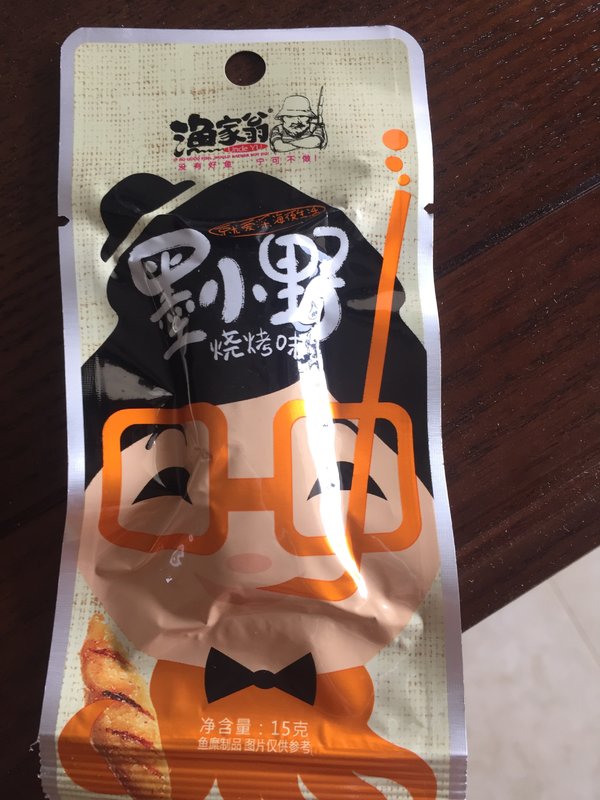 渔家翁
Uncle YU
没有好鱼 宁可不做
墨小野
烧烤味
净含量：15克
鱼糜制品 图片仅供参考